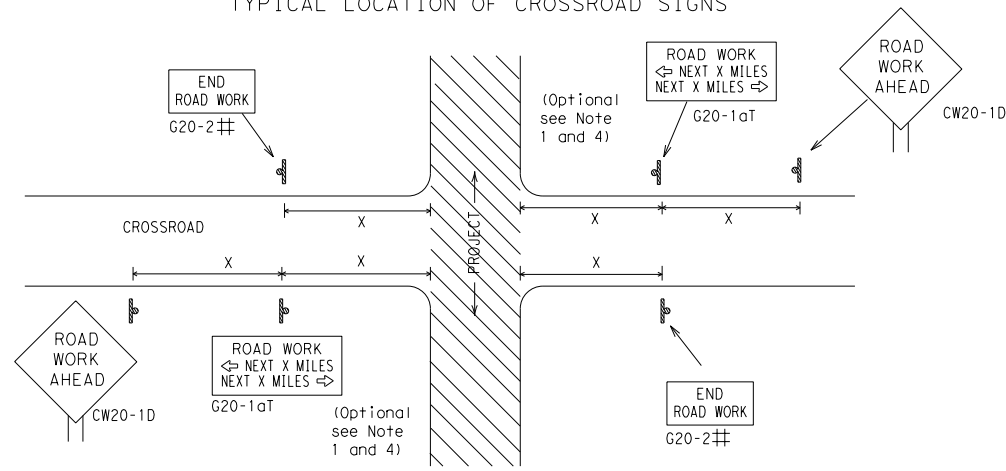 TYPICAL LOCATION OF CROSSROAD SIGNS
END
ROAD WORK
G20-2#
(Optional
see Note
1 and 4)
ROAD WORK
⇦ NEXT X MILES
NEXT X MILES ⇨
G20-1aT
ROAD
WORK
AHEAD
CW20-1D
X
X
X
CROSSROAD
PROJECT
X
X
X
ROAD
WORK
AHEAD
CW20-1D
ROAD WORK
⇦ NEXT X MILES
NEXT X MILES ⇨
G20-1aT
(Optional
see Note
1 and 4)
END
ROAD WORK
G20-2#